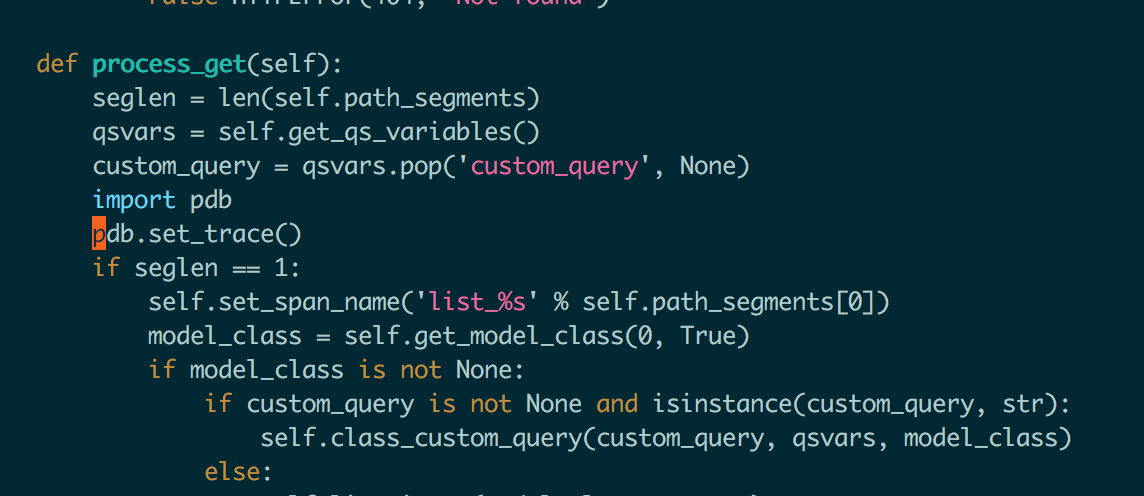 def process_get(self):
    seglen = len(self.path_segments)
    qsvars = self.get_qs_variables()
    custom_query = qsvars.pop('custom_query', None)
    import pdb
    pdb.set_trace()
    if seglen == 1:
        self.set_span_name('list_%s' % self.path_segments[0])
        model_class = self.get_model_class(0, True)
        if model_class is not None:
            if custom_query is not None and isinstance(custom_query, str):
                self.class_custom_query(custom_query, qsvars, model_class)
            else: